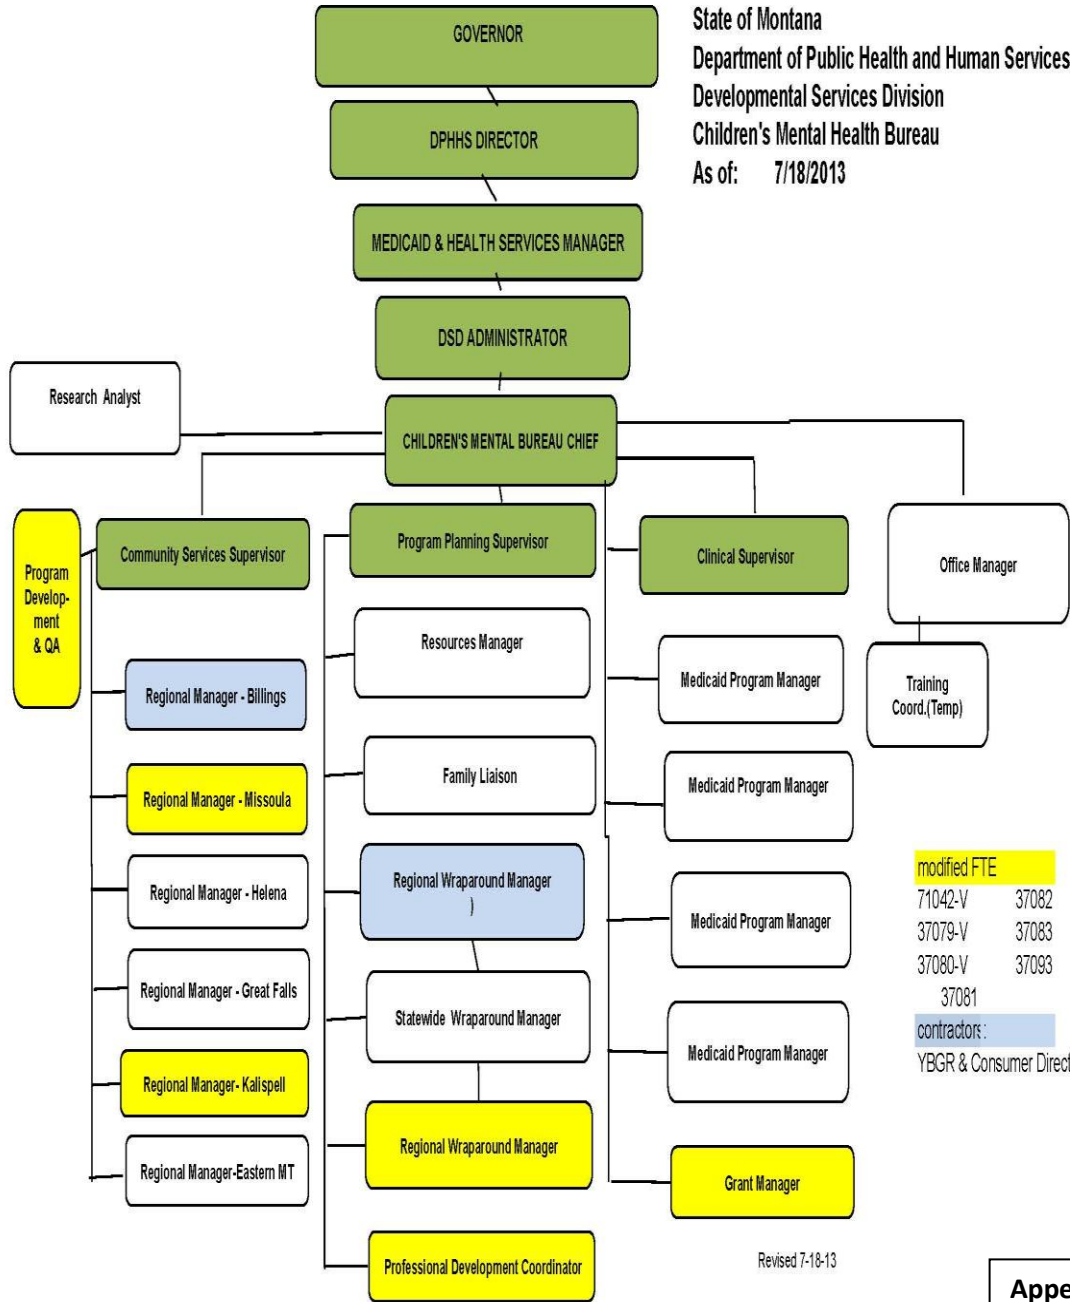 State of Montana
Department of Public Health and Human Services
Developmental Services Division
Children's Mental Health Bureau
As of: 7/18/2013
GOVERNOR
DPHHS DIRECTOR
MEDICAID & HEALTH SERVICES MANAGER
DSD ADMINISTRATOR
Research Analyst
CHILDREN'S MENTAL BUREAU CHIEF
Program
Develop-
ment
& QA
Community Services Supervisor
Regional Manager - Billings
Regional Manager - Missoula
Regional Manager - Helena
Regional Manager - Great Falls
Regional Manager- Kalispell
Regional Manager-Eastern MT
Program Planning Supervisor
Resources Manager
Family Liaison
Regional Wraparound Manager
)
Statewide Wraparound Manager
Regional Wraparound Manager
Professional Development Coordinator
Clinical Supervisor
Medicaid Program Manager
Medicaid Program Manager
Medicaid Program Manager
Medicaid Program Manager
Grant Manager
Office Manager
Training
Coord.(Temp)
modified FTE
71042-V 37082
37079-V 37083
37080-V 37093
37081
contractors:
YBGR & Consumer Direct
Revised 7-18-13
Appe